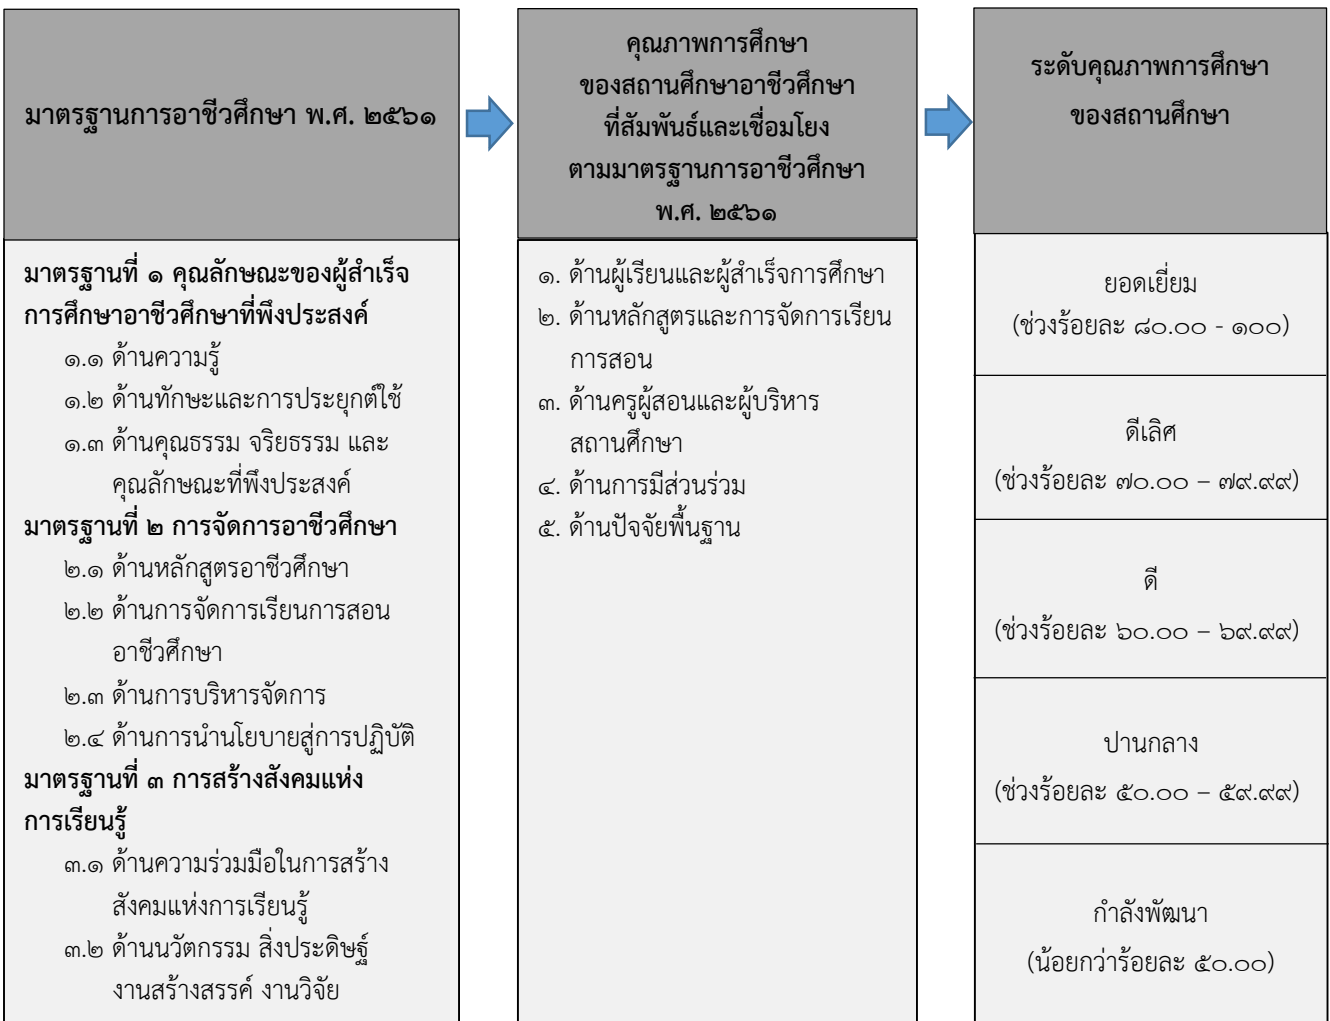 มาตรฐานการอาชีวศึกษา พ.ศ. ๒๕๖๑
คุณภาพการศึกษา
ของสถานศึกษาอาชีวศึกษา
ที่สัมพันธ์และเชื่อมโยง
ตามมาตรฐานการอาชีวศึกษา
พ.ศ. ๒๕๖๑
ระดับคุณภาพการศึกษา
ของสถานศึกษา
มาตรฐานที่ ๑ คุณลักษณะของผู้สำเร็จ
การศึกษาอาชีวศึกษาที่พึงประสงค์
๑.๑ ด้านความรู้
๑.๒ ด้านทักษะและการประยุกต์ใช้
๑.๓ ด้านคุณธรรม จริยธรรม และ
คุณลักษณะที่พึงประสงค์
มาตรฐานที่ ๒ การจัดการอาชีวศึกษา
๒.๑ ด้านหลักสูตรอาชีวศึกษา
๒.๒ ด้านการจัดการเรียนการสอน
อาชีวศึกษา
๒.๓ ด้านการบริหารจัดการ
๒.๔ ด้านการนำนโยบายสู่การปฏิบัติ
มาตรฐานที่ ๓ การสร้างสังคมแห่ง
การเรียนรู้
๓.๑ ด้านความร่วมมือในการสร้าง
สังคมแห่งการเรียนรู้
๓.๒ ด้านนวัตกรรม สิ่งประดิษฐ์
งานสร้างสรรค์ งานวิจัย
๑. ด้านผู้เรียนและผู้สำเร็จการศึกษา
๒. ด้านหลักสูตรและการจัดการเรียน
การสอน
๓. ด้านครูผู้สอนและผู้บริหาร
สถานศึกษา
๔. ด้านการมีส่วนร่วม
๕. ด้านปัจจัยพื้นฐาน
ยอดเยี่ยม
(ช่วงร้อยละ ๘๐.๐๐ - ๑๐๐)
ดีเลิศ
(ช่วงร้อยละ ๗๐.๐๐ – ๗๙.๙๙)
ดี
(ช่วงร้อยละ ๖๐.๐๐ – ๖๙.๙๙)
ปานกลาง
(ช่วงร้อยละ ๕๐.๐๐ – ๕๙.๙๙)
กำลังพัฒนา
(น้อยกว่าร้อยละ ๕๐.๐๐)